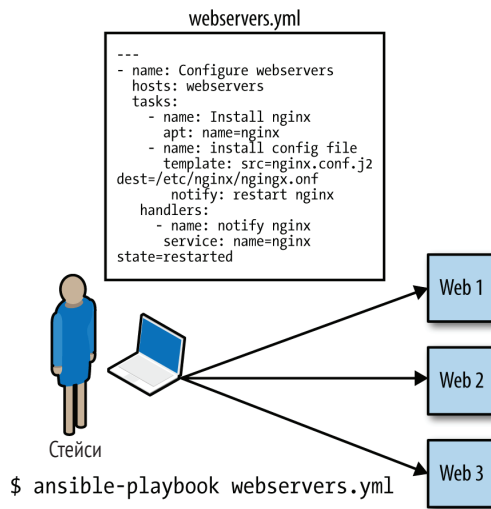 webservers.yml
---
- name: Configure webservers
  hosts: webservers
  tasks:
    - name: Install nginx
      apt: name=nginx
    - name: install config file
      template: src=nginx.conf.j2
dest=/etc/nginx/ngingx.onf
       notify: restart nginx
   handlers:
     - name: notify nginx
      service: name=nginx
state=restarted
Web 1
Web 2
Web 3
Стейси
$ ansible-playbook webservers.yml